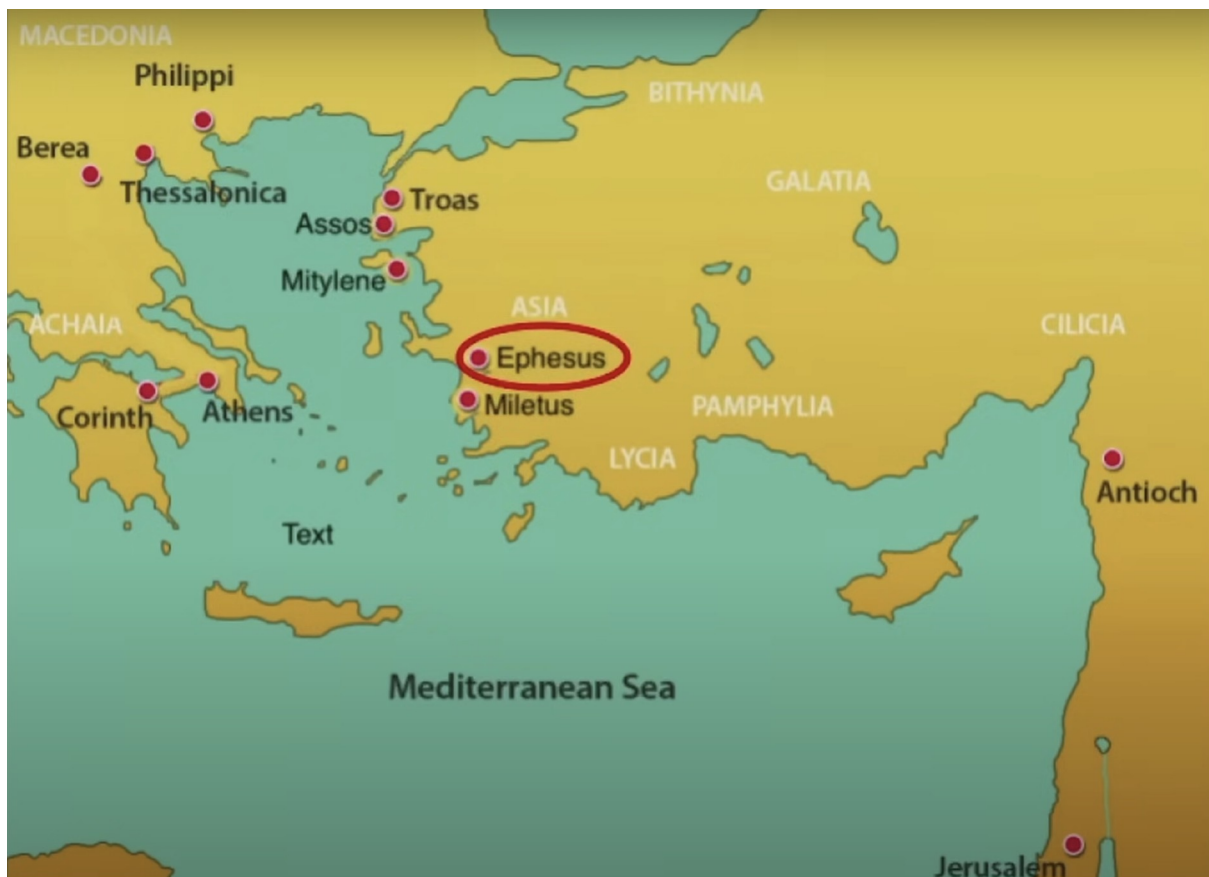 MACEDONIA
Philippi
BITHYNIA
Berea
Thessalonica
GALATIA
Troas
Assos
Mitylene
ASIA
ACHAIA
CILICIA
Ephesus
Corinth
Athens
Miletus
PAMPHYLIA
LYCIA
Antioch
Text
Mediterranean Sea
Jerusalem